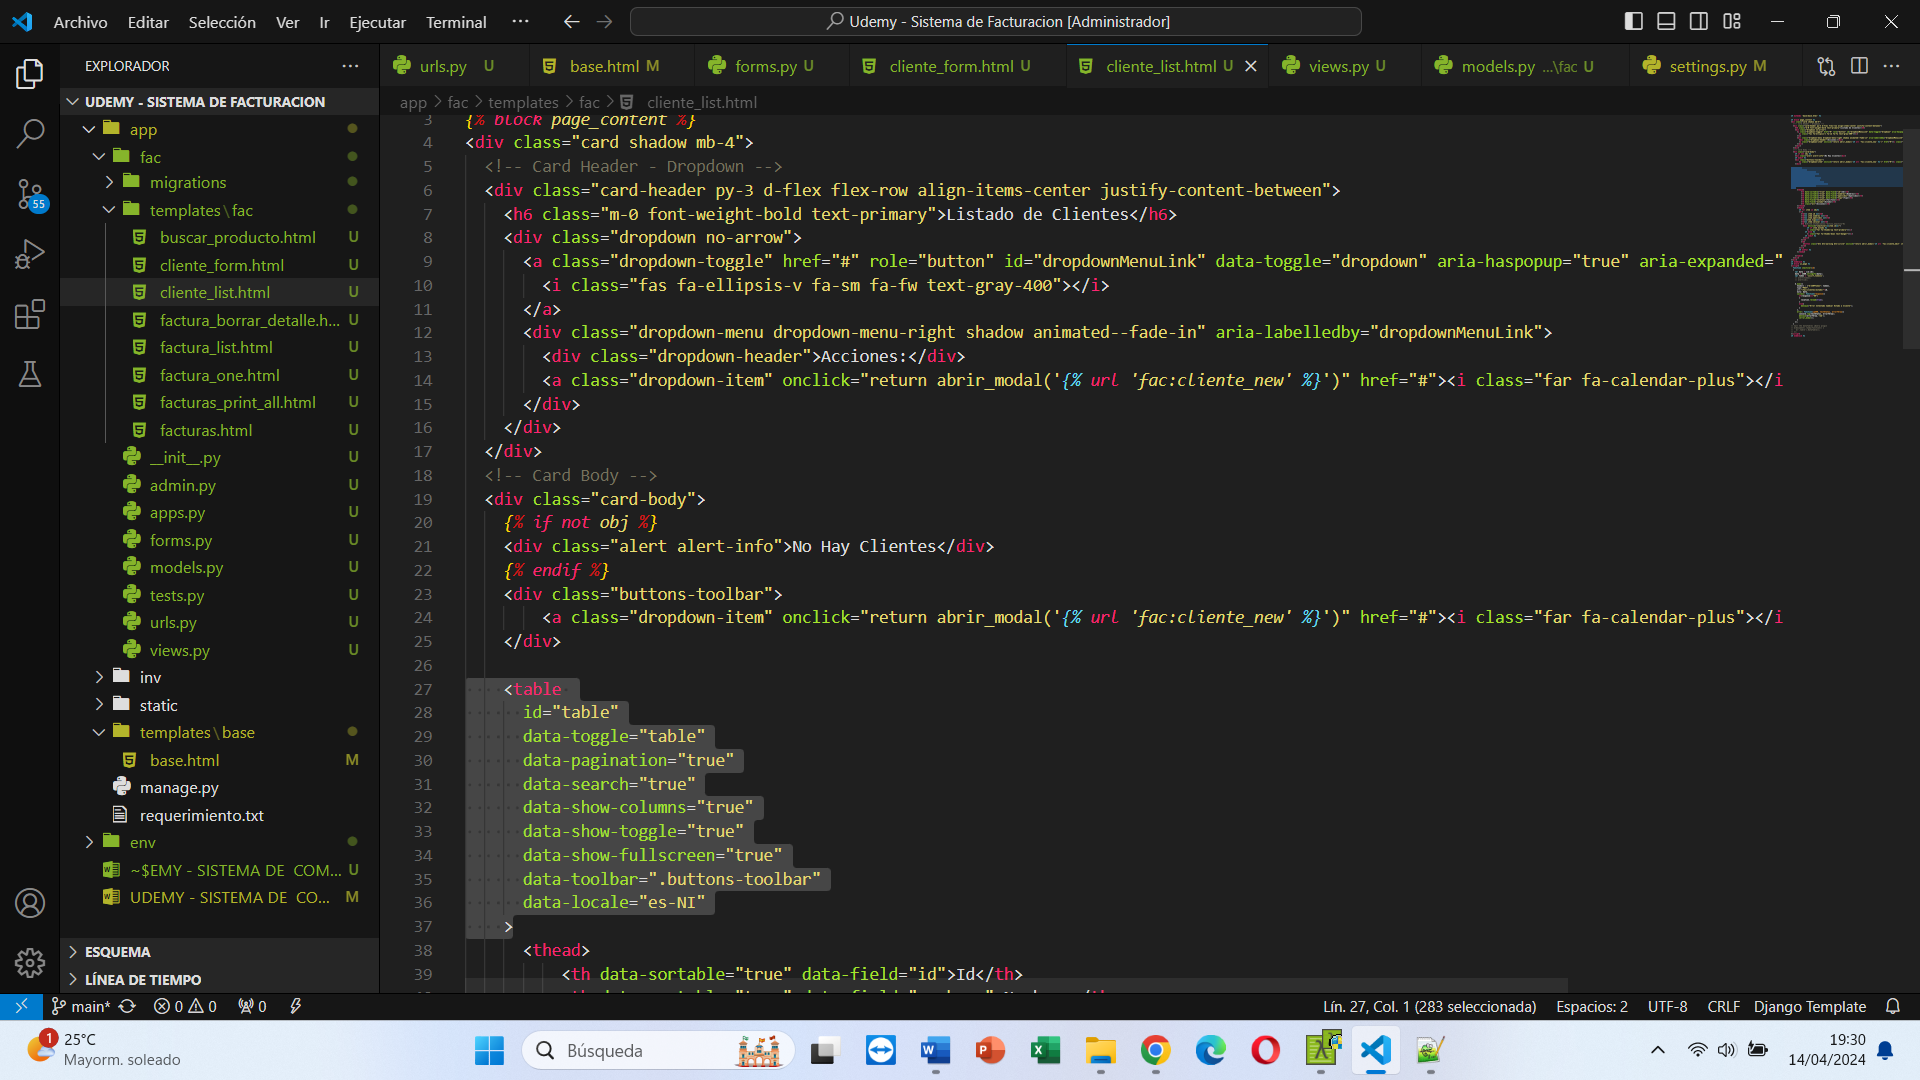 Archivo Editar Selección Ver Ir Ejecutar Terminal ··· Udemy - Sistema de Facturacion [Administrador]
EXPLORADOR ···
urls.py U base.html M forms.py U cliente_form.html U cliente_list.html U views.py U models.py ...\fac U settings.py M ···
UDEMY - SISTEMA DE FACTURACION
app > fac > templates > fac > cliente_list.html
app
fac
migrations
templates\fac
buscar_producto.html U
cliente_form.html U
cliente_list.html U
factura_borrar_detalle.h... U
factura_list.html U
factura_one.html U
facturas_print_all.html U
facturas.html U
__init__.py U
admin.py U
apps.py U
forms.py U
models.py U
tests.py U
urls.py U
views.py U
inv
static
templates\base
base.html M
manage.py
requerimiento.txt
env
~$EMY - SISTEMA DE COM... U
UDEMY - SISTEMA DE CO... M
ESQUEMA
LÍNEA DE TIEMPO
55
3 {% block page_content %}
4 <div class="card shadow mb-4">
5 <!-- Card Header - Dropdown -->
6 <div class="card-header py-3 d-flex flex-row align-items-center justify-content-between">
7 <h6 class="m-0 font-weight-bold text-primary">Listado de Clientes</h6>
8 <div class="dropdown no-arrow">
9 <a class="dropdown-toggle" href="#" role="button" id="dropdownMenuLink" data-toggle="dropdown" aria-haspopup="true" aria-expanded="
10 <i class="fas fa-ellipsis-v fa-sm fa-fw text-gray-400"></i>
11 </a>
12 <div class="dropdown-menu dropdown-menu-right shadow animated--fade-in" aria-labelledby="dropdownMenuLink">
13 <div class="dropdown-header">Acciones:</div>
14 <a class="dropdown-item" onclick="return abrir_modal('{% url 'fac:cliente_new' %}')" href="#"><i class="far fa-calendar-plus"></i
15 </div>
16 </div>
17 </div>
18 <!-- Card Body -->
19 <div class="card-body">
20 {% if not obj %}
21 <div class="alert alert-info">No Hay Clientes</div>
22 {% endif %}
23 <div class="buttons-toolbar">
24 <a class="dropdown-item" onclick="return abrir_modal('{% url 'fac:cliente_new' %}')" href="#"><i class="far fa-calendar-plus"></i
25 </div>
26
27 <table
28 id="table"
29 data-toggle="table"
30 data-pagination="true"
31 data-search="true"
32 data-show-columns="true"
33 data-show-toggle="true"
34 data-show-fullscreen="true"
35 data-toolbar=".buttons-toolbar"
36 data-locale="es-NI"
37 >
38 <thead>
39 <th data-sortable="true" data-field="id">Id</th>
main* 0 0 0 Lín. 27, Col. 1 (283 seleccionada) Espacios: 2 UTF-8 CRLF Django Template
1 25°C
Mayorm. soleado
Búsqueda
19:30
14/04/2024